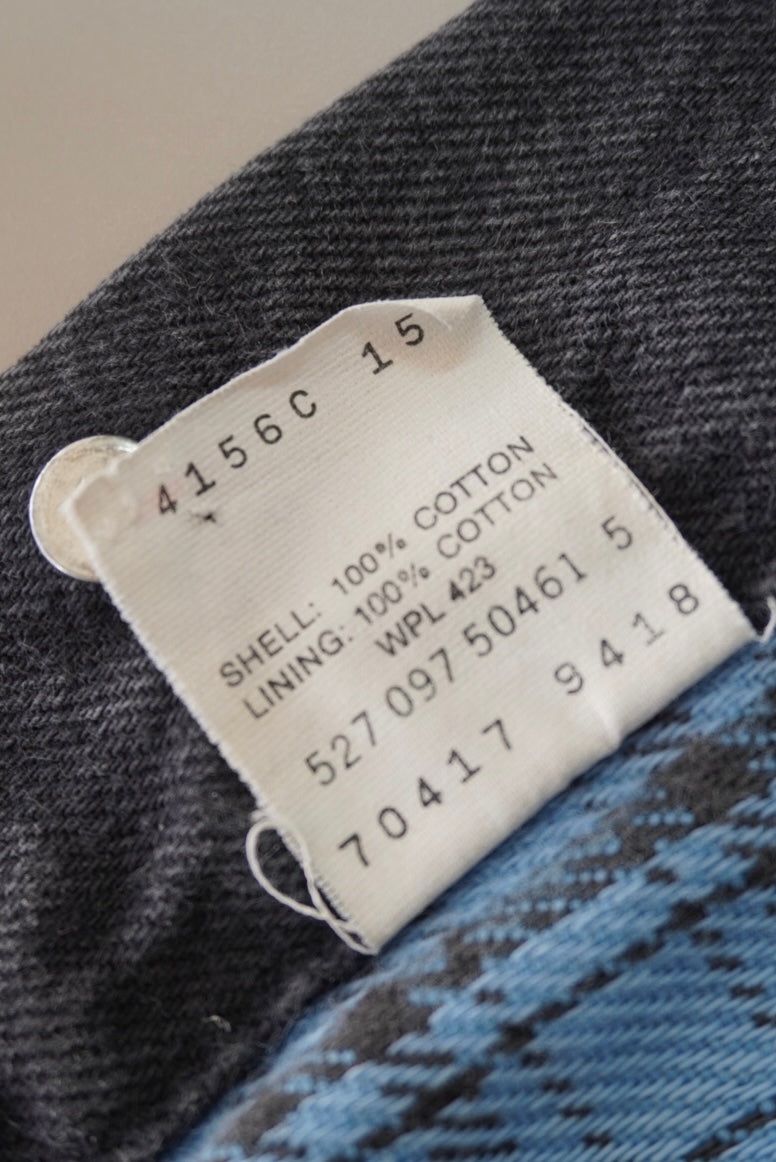 4156C 15
SHELL: 100% COTTON
LINING: 100% COTTON
WPL 423
527 097 50461 5
70417 9418